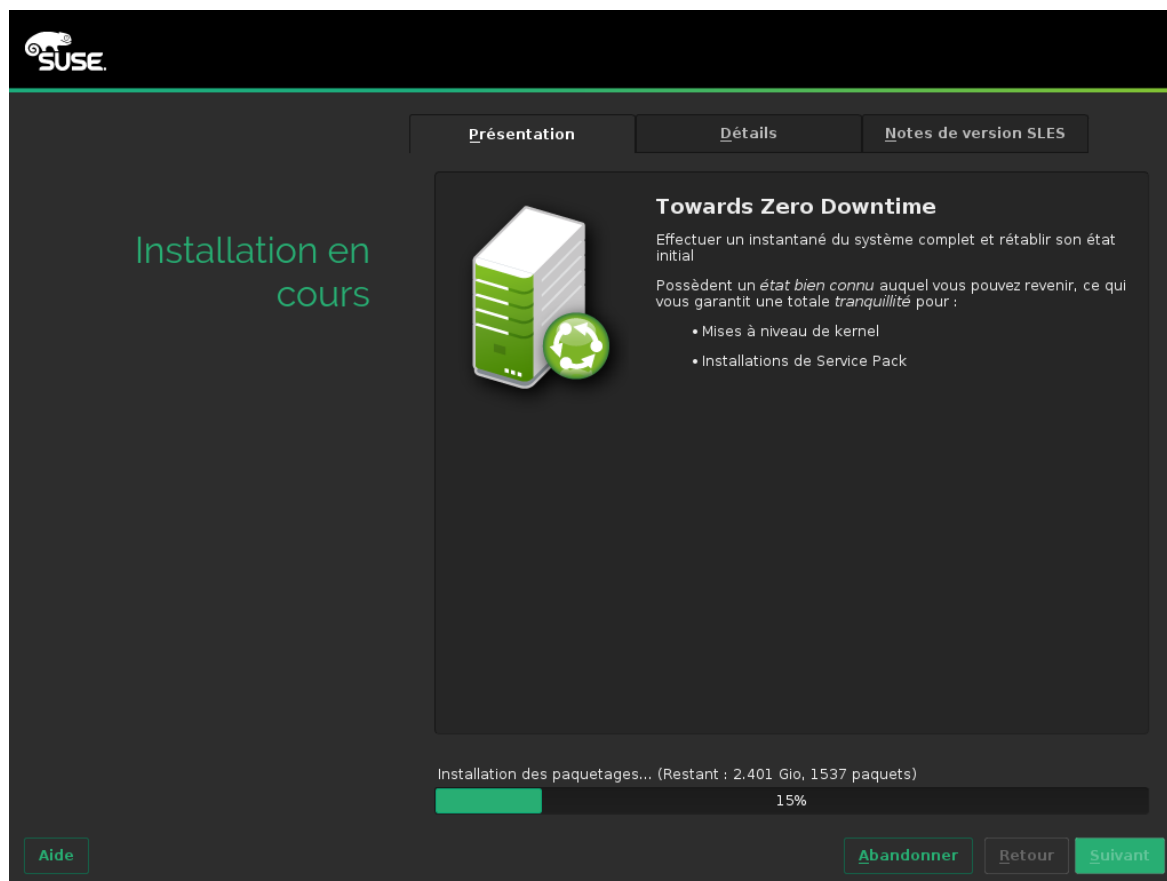 SUSE.
Présentation
Détails
Notes de version SLES
Installation en
cours
Towards Zero Downtime
Effectuer un instantané du système complet et rétablir son état
initial
Possèdent un état bien connu auquel vous pouvez revenir, ce qui
vous garantit une totale tranquillité pour :
• Mises à niveau de kernel
• Installations de Service Pack
Installation des paquetages... (Restant : 2.401 Gio, 1537 paquets)
15%
Aide
Abandonner
Retour
Suivant